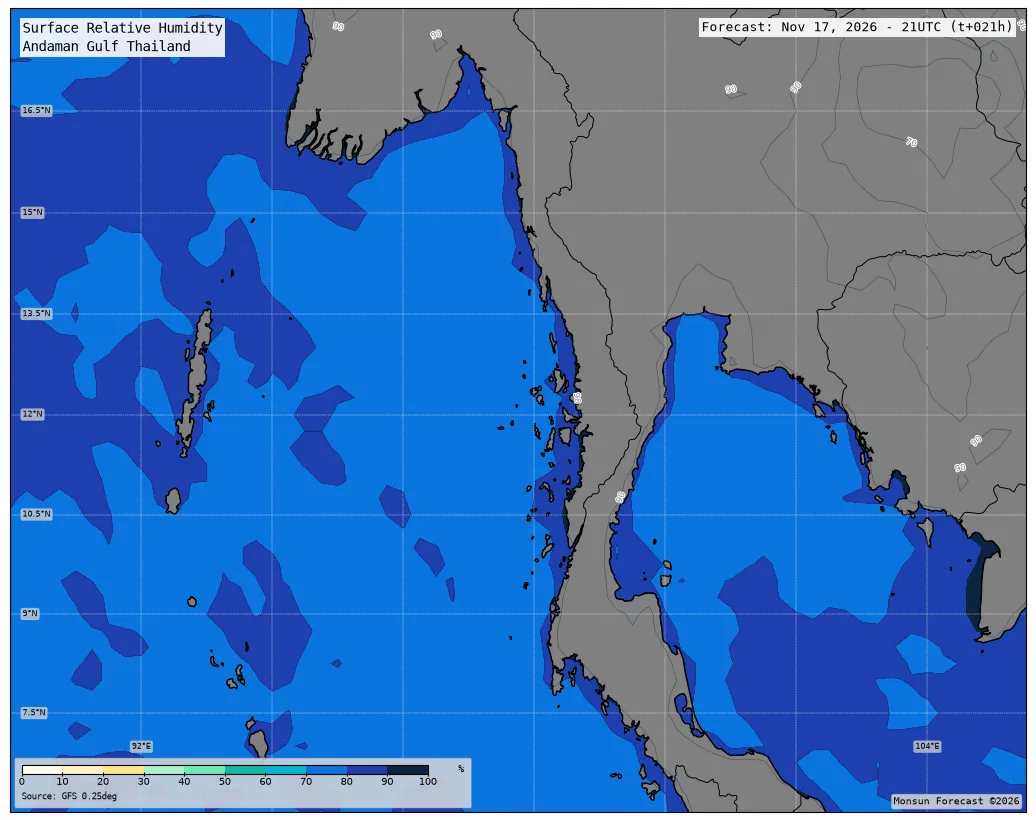 Surface Relative Humidity
Andaman Gulf Thailand
Forecast: Nov 17, 2026 - 21UTC (t+021h)
90
90
90
90
70
16.5°N
15°N
13.5°N
12°N
10.5°N
9°N
7.5°N
90
90
90
92°E
104°E
0 10 20 30 40 50 60 70 80 90 100 %
Source: GFS 0.25deg
Monsun Forecast ©2026